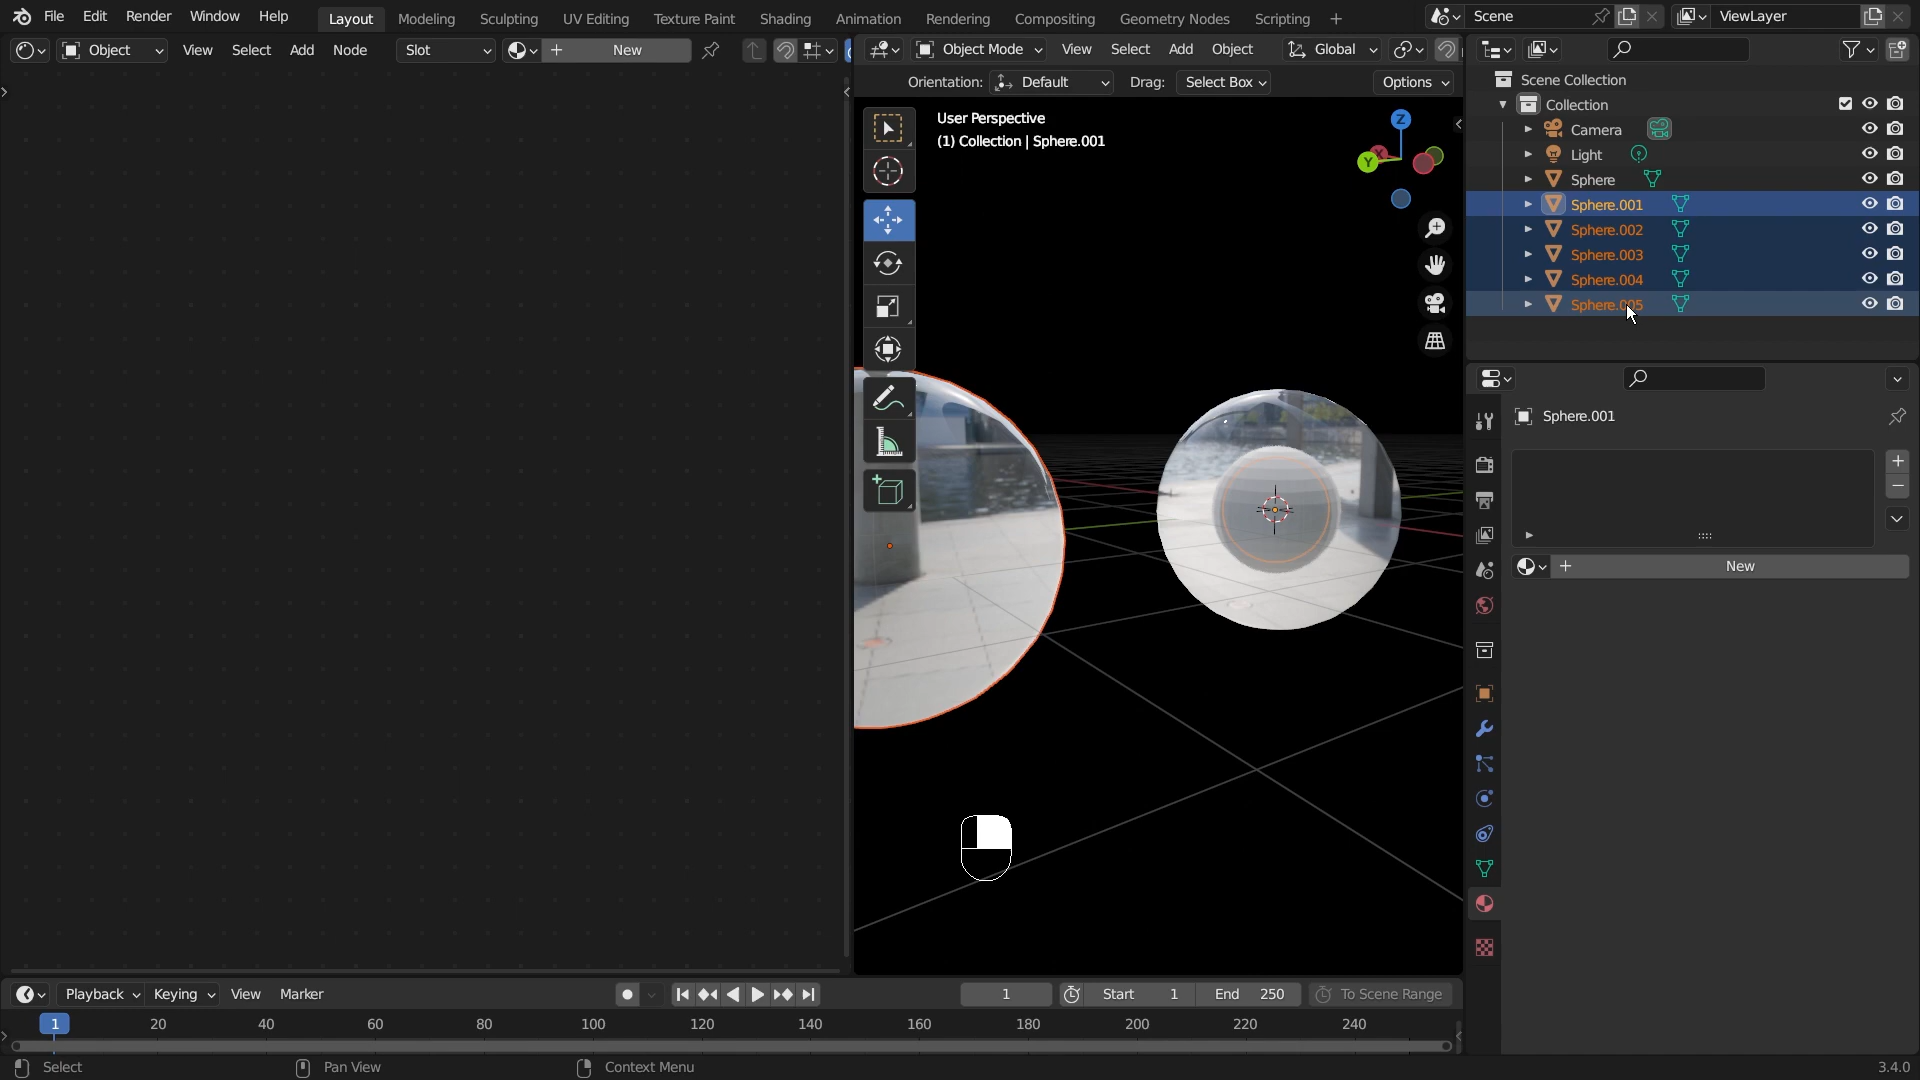 File Edit Render Window Help Layout Modeling Sculpting UV Editing Texture Paint Shading Animation Rendering Compositing Geometry Nodes Scripting + Scene ViewLayer
Object View Select Add Node Slot New Object Mode View Select Add Object Global
Orientation: Default Drag: Select Box Options
User Perspective
(1) Collection | Sphere.001
Z
Y
X
Scene Collection
Collection
Camera
Light
Sphere
Sphere.001
Sphere.002
Sphere.003
Sphere.004
Sphere.005
Sphere.001
New
Playback Keying View Marker 1 Start 1 End 250 To Scene Range
1 20 40 60 80 100 120 140 160 180 200 220 240
Select Pan View Context Menu 3.4.0